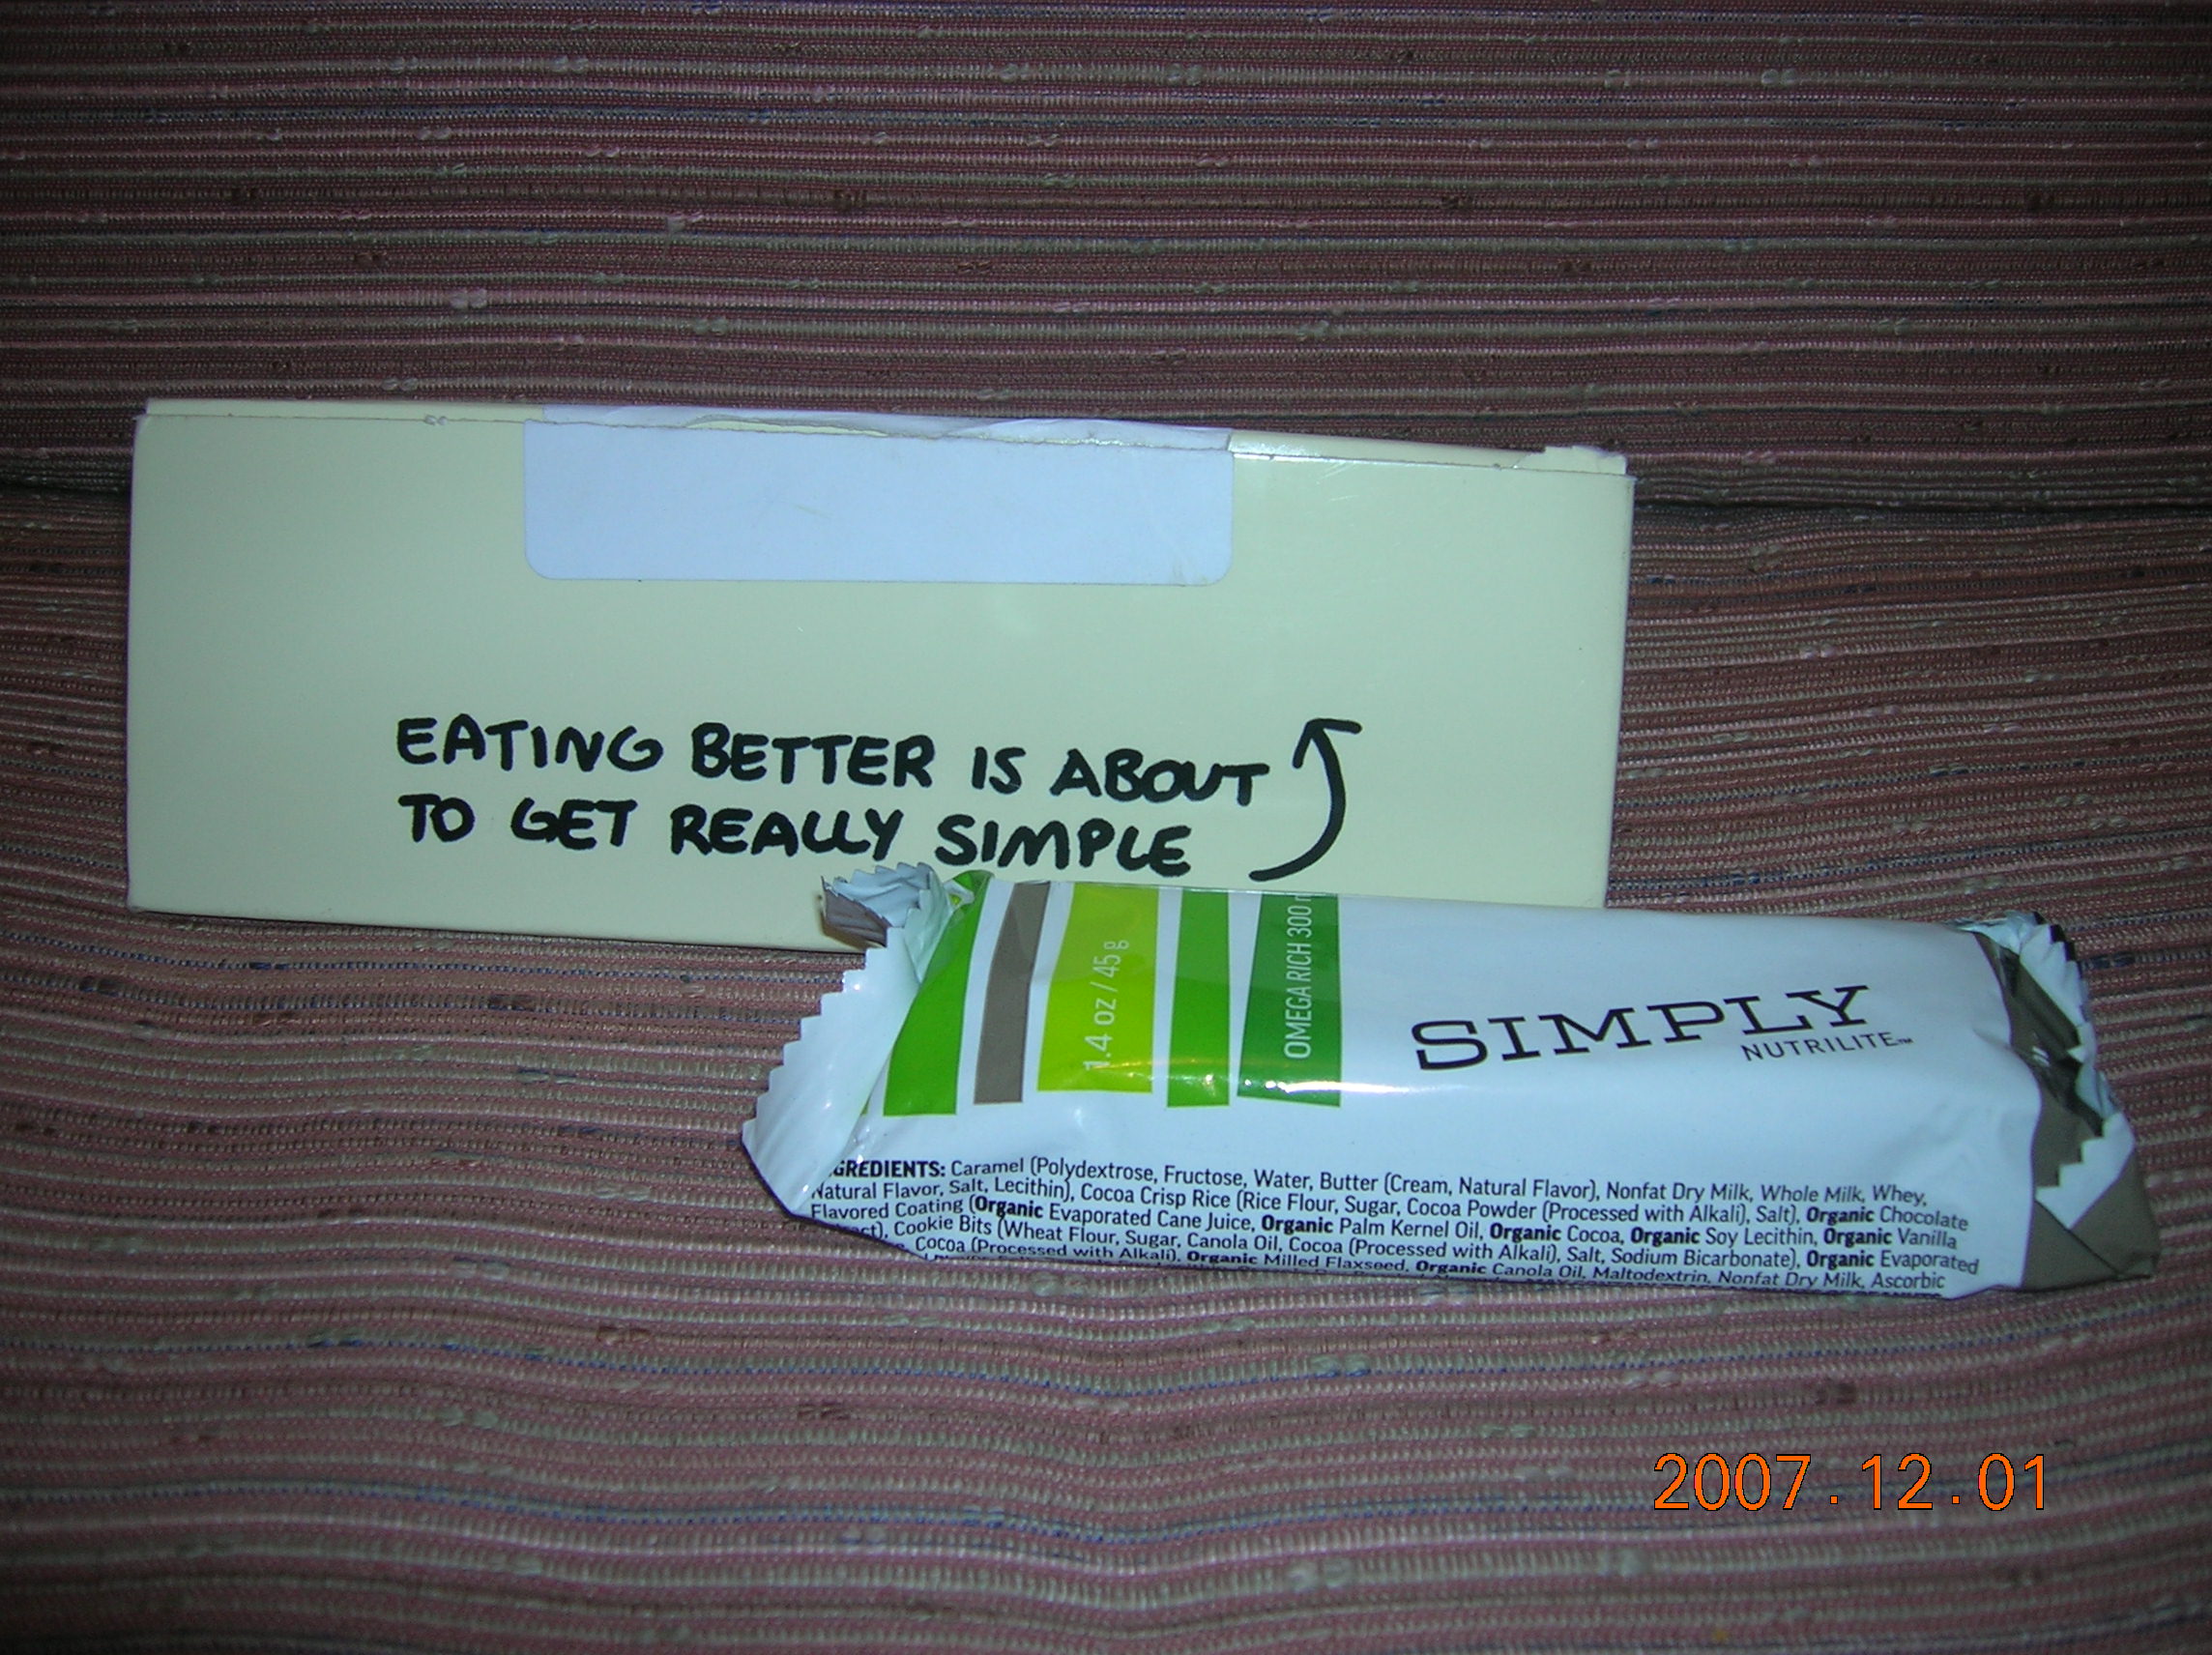 EATING BETTER IS ABOUT
TO GET REALLY SIMPLE
1.4 oz / 45g
OMEGA RICH 300
SIMPLY
NUTRILITE™
GREDIENTS: Caramel (Polydextrose, Fructose, Water, Butter (Cream, Natural Flavor), Nonfat Dry Milk, Whole Milk, Whey,
Natural Flavor, Salt, Lecithin), Cocoa Crisp Rice (Rice Flour, Sugar, Cocoa Powder (Processed with Alkali), Salt), Organic Chocolate
Flavored Coating (Organic Evaporated Cane Juice, Organic Palm Kernel Oil, Organic Cocoa, Organic Soy Lecithin, Organic Vanilla
Cookie Bits (Wheat Flour, Sugar, Canola Oil, Cocoa (Processed with Alkali), Salt, Sodium Bicarbonate), Organic Evaporated
Cocoa (Processed with Alkali), Organic Milled Flaxseed, Organic Canola Oil, Maltodextrin, Nonfat Dry Milk, Ascorbic
2007.12.01